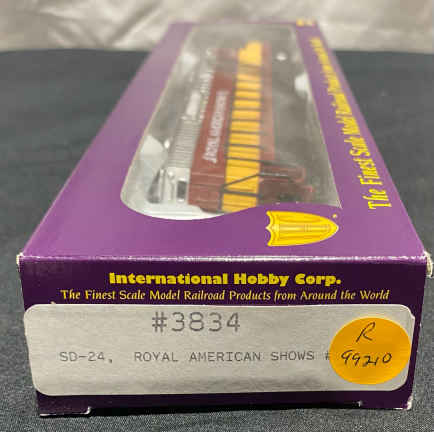 The Finest Scale Model Railroad Products
International Hobby Corp.
The Finest Scale Model Railroad Products from Around the World
#3834
SD-24, ROYAL AMERICAN SHOWS #
R
99210